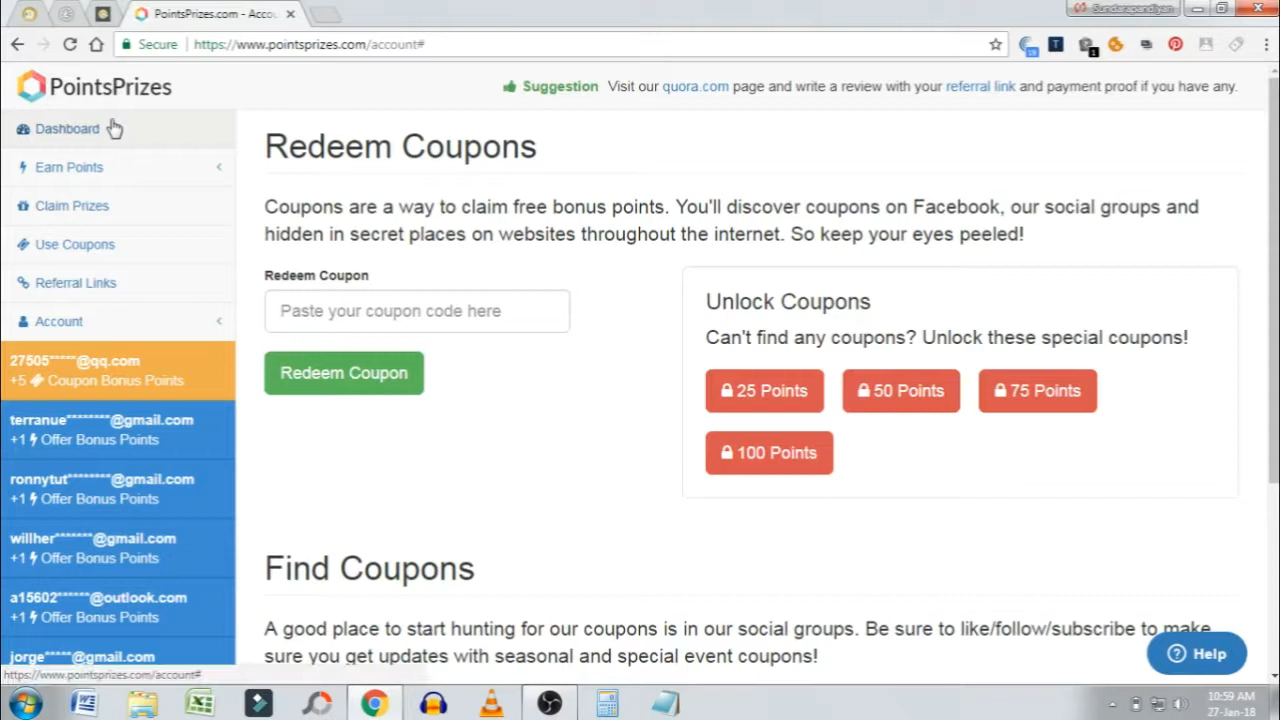 PointsPrizes.com - Acco
Sundarapandiyan
Secure
https://www.pointsprizes.com/account#
PointsPrizes
Suggestion Visit our quora.com page and write a review with your referral link and payment proof if you have any.
Dashboard
Earn Points
Claim Prizes
Use Coupons
Referral Links
Account
27505*****@qq.com
+5 Coupon Bonus Points
terranue********@gmail.com
+1 Offer Bonus Points
ronnytut********@gmail.com
+1 Offer Bonus Points
willher*******@gmail.com
+1 Offer Bonus Points
a15602******@outlook.com
+1 Offer Bonus Points
jorge*****@gmail.com
Redeem Coupons
Coupons are a way to claim free bonus points. You'll discover coupons on Facebook, our social groups and
hidden in secret places on websites throughout the internet. So keep your eyes peeled!
Redeem Coupon
Paste your coupon code here
Redeem Coupon
Unlock Coupons
Can't find any coupons? Unlock these special coupons!
25 Points
50 Points
75 Points
100 Points
Find Coupons
A good place to start hunting for our coupons is in our social groups. Be sure to like/follow/subscribe to make
sure you get updates with seasonal and special event coupons!
Help
https://www.pointsprizes.com/account#
10:59 AM
27-Jan-18